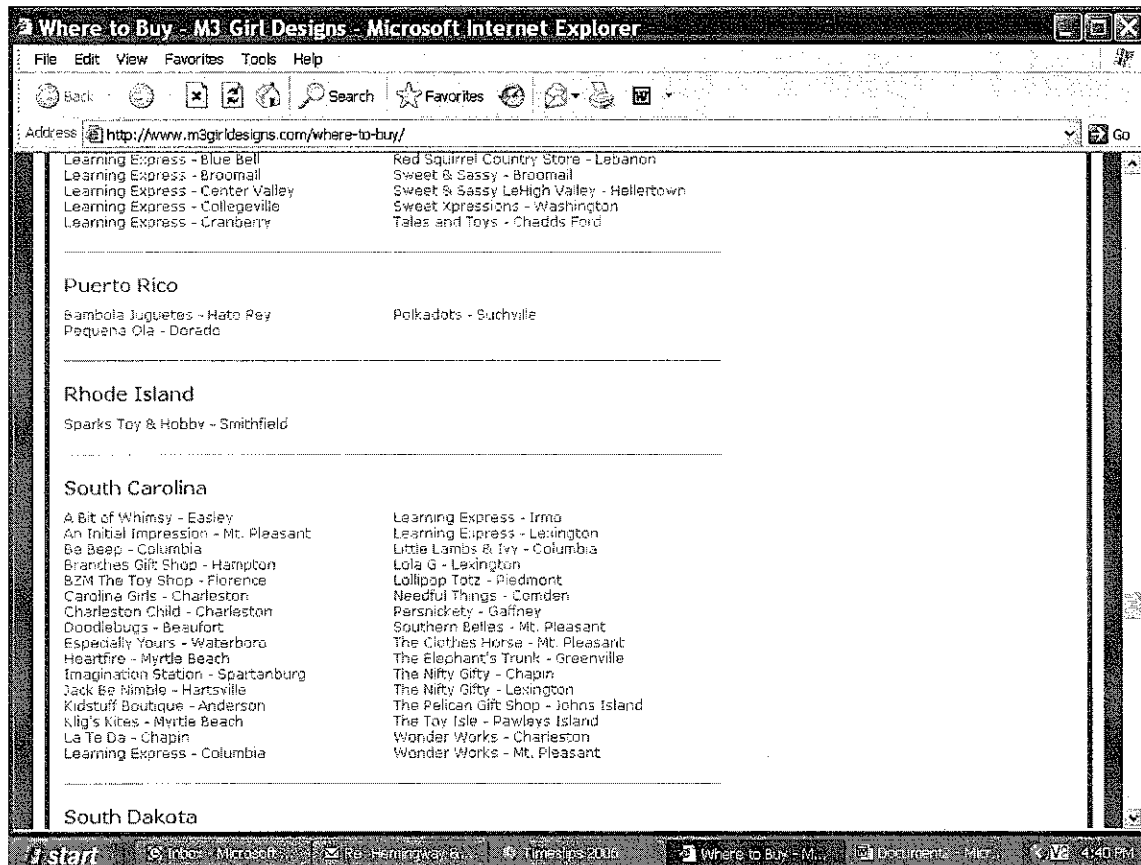 Where to Buy - M3 Girl Designs - Microsoft Internet Explorer
File Edit View Favorites Tools Help
Back Search Favorites
Address http://www.m3girldesigns.com/where-to-buy/ Go
Learning Express - Blue Bell
Learning Express - Broomall
Learning Express - Center Valley
Learning Express - Collegeville
Learning Express - Cranberry
Red Squirrel Country Store - Lebanon
Sweet & Sassy - Broomall
Sweet & Sassy LeHigh Valley - Hellertown
Sweet Xpressions - Washington
Tales and Toys - Chadds Ford
Puerto Rico
Bambola Juguetes - Hato Rey
Pequena Ola - Dorado
Polkadots - Suchville
Rhode Island
Sparks Toy & Hobby - Smithfield
South Carolina
A Bit of Whimsy - Easley
An Initial Impression - Mt. Pleasant
Be Beep - Columbia
Branches Gift Shop - Hampton
BZM The Toy Shop - Florence
Carolina Girls - Charleston
Charleston Child - Charleston
Doodlebugs - Beaufort
Especially Yours - Waterboro
Heartfire - Myrtle Beach
Imagination Station - Spartanburg
Jack Be Nimble - Hartsville
Kidstuff Boutique - Anderson
Klig's Kites - Myrtle Beach
La Te Da - Chapin
Learning Express - Columbia
Learning Express - Irmo
Learning Express - Lexington
Little Lambs & Ivy - Columbia
Lola G - Lexington
Lollipop Totz - Piedmont
Needful Things - Comden
Persnickety - Gaffney
Southern Belles - Mt. Pleasant
The Clothes Horse - Mt. Pleasant
The Elephant's Trunk - Greenville
The Nifty Gifty - Chapin
The Nifty Gifty - Lexington
The Pelican Gift Shop - Johns Island
The Toy Isle - Pawleys Island
Wonder Works - Charleston
Wonder Works - Mt. Pleasant
South Dakota
start Inbox - Microsoft ... Re: Hemingway &... Timeslips 2006 Where to Buy - M... Document2 - Micr... 4:40 PM